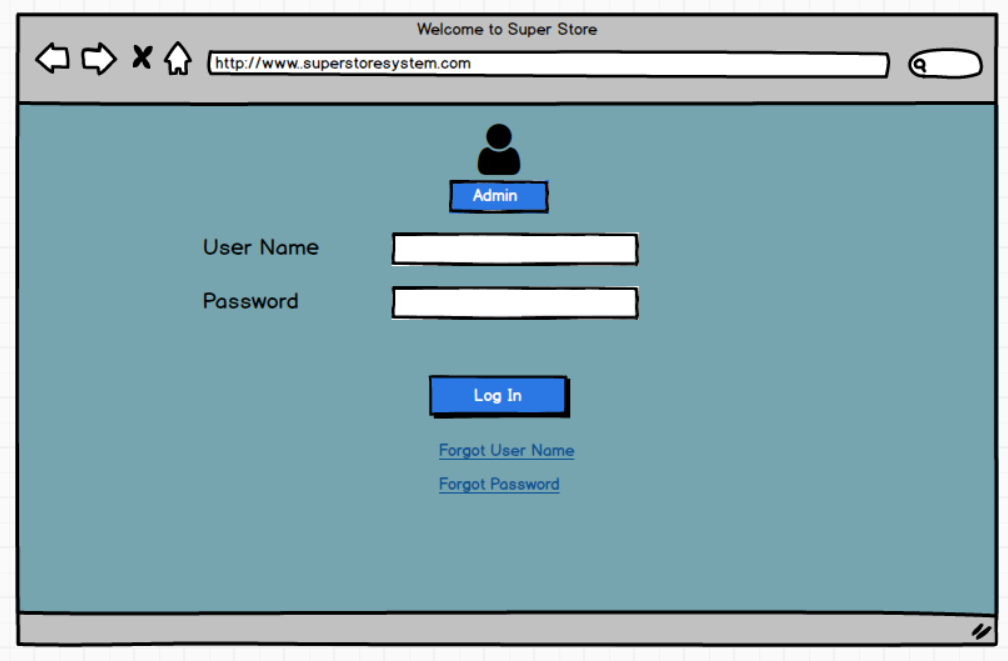 Welcome to Super Store
http://www..superstoresystem.com
Admin
User Name
Password
Log In
Forgot User Name
Forgot Password